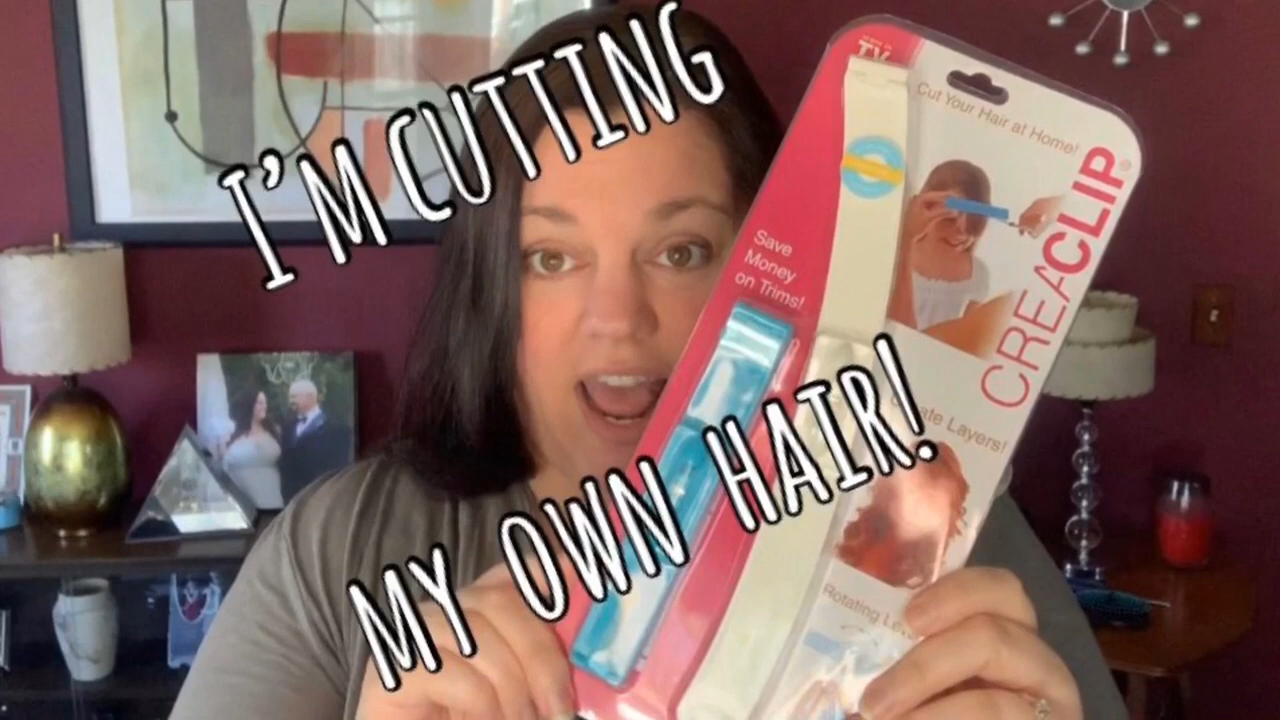 I'M CUTTING
MY OWN HAIR!
TV
Cut Your Hair at Home!
CREACLIP®
Save
Money
on Trims!
Layers!
Rotating